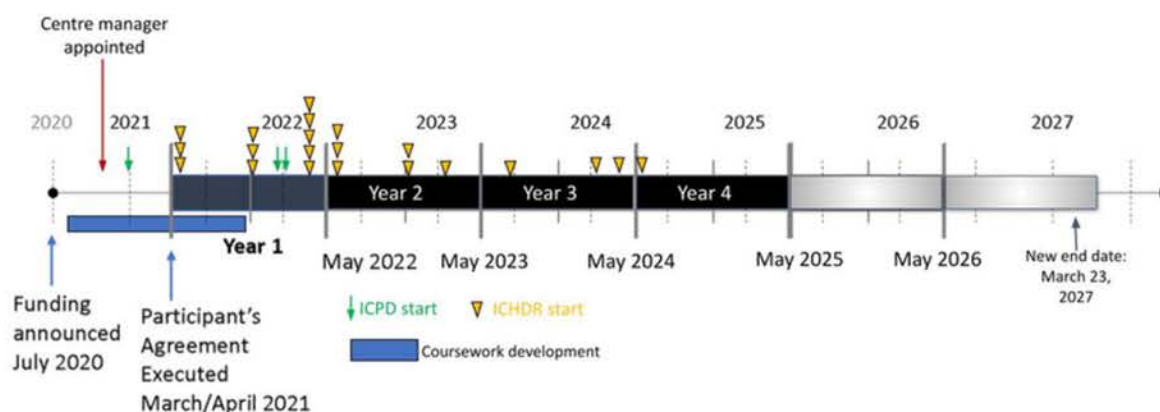 Centre manager
appointed
2020
2021
2022
2023
2024
2025
2026
2027
Year 2
Year 3
Year 4
Year 1
May 2022
May 2023
May 2024
May 2025
May 2026
New end date:
March 23,
2027
Funding
announced
July 2020
Participant's
Agreement
Executed
March/April 2021
ICPD start
ICHDR start
Coursework development